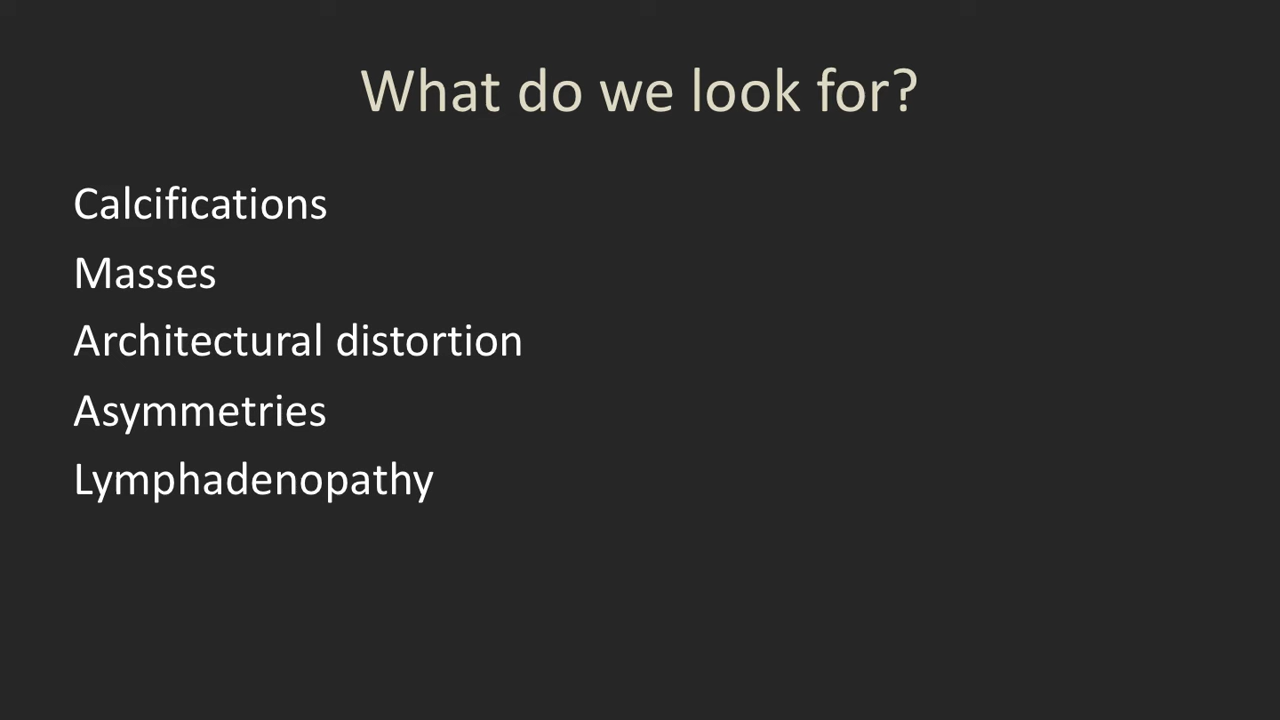 What do we look for?
Calcifications
Masses
Architectural distortion
Asymmetries
Lymphadenopathy